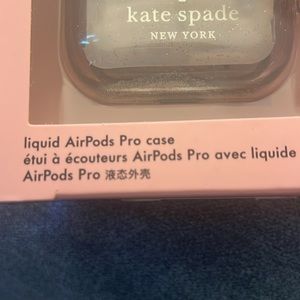 kate spade
NEW YORK
liquid AirPods Pro case
étui à écouteurs AirPods Pro avec liquide
AirPods Pro 液态外壳